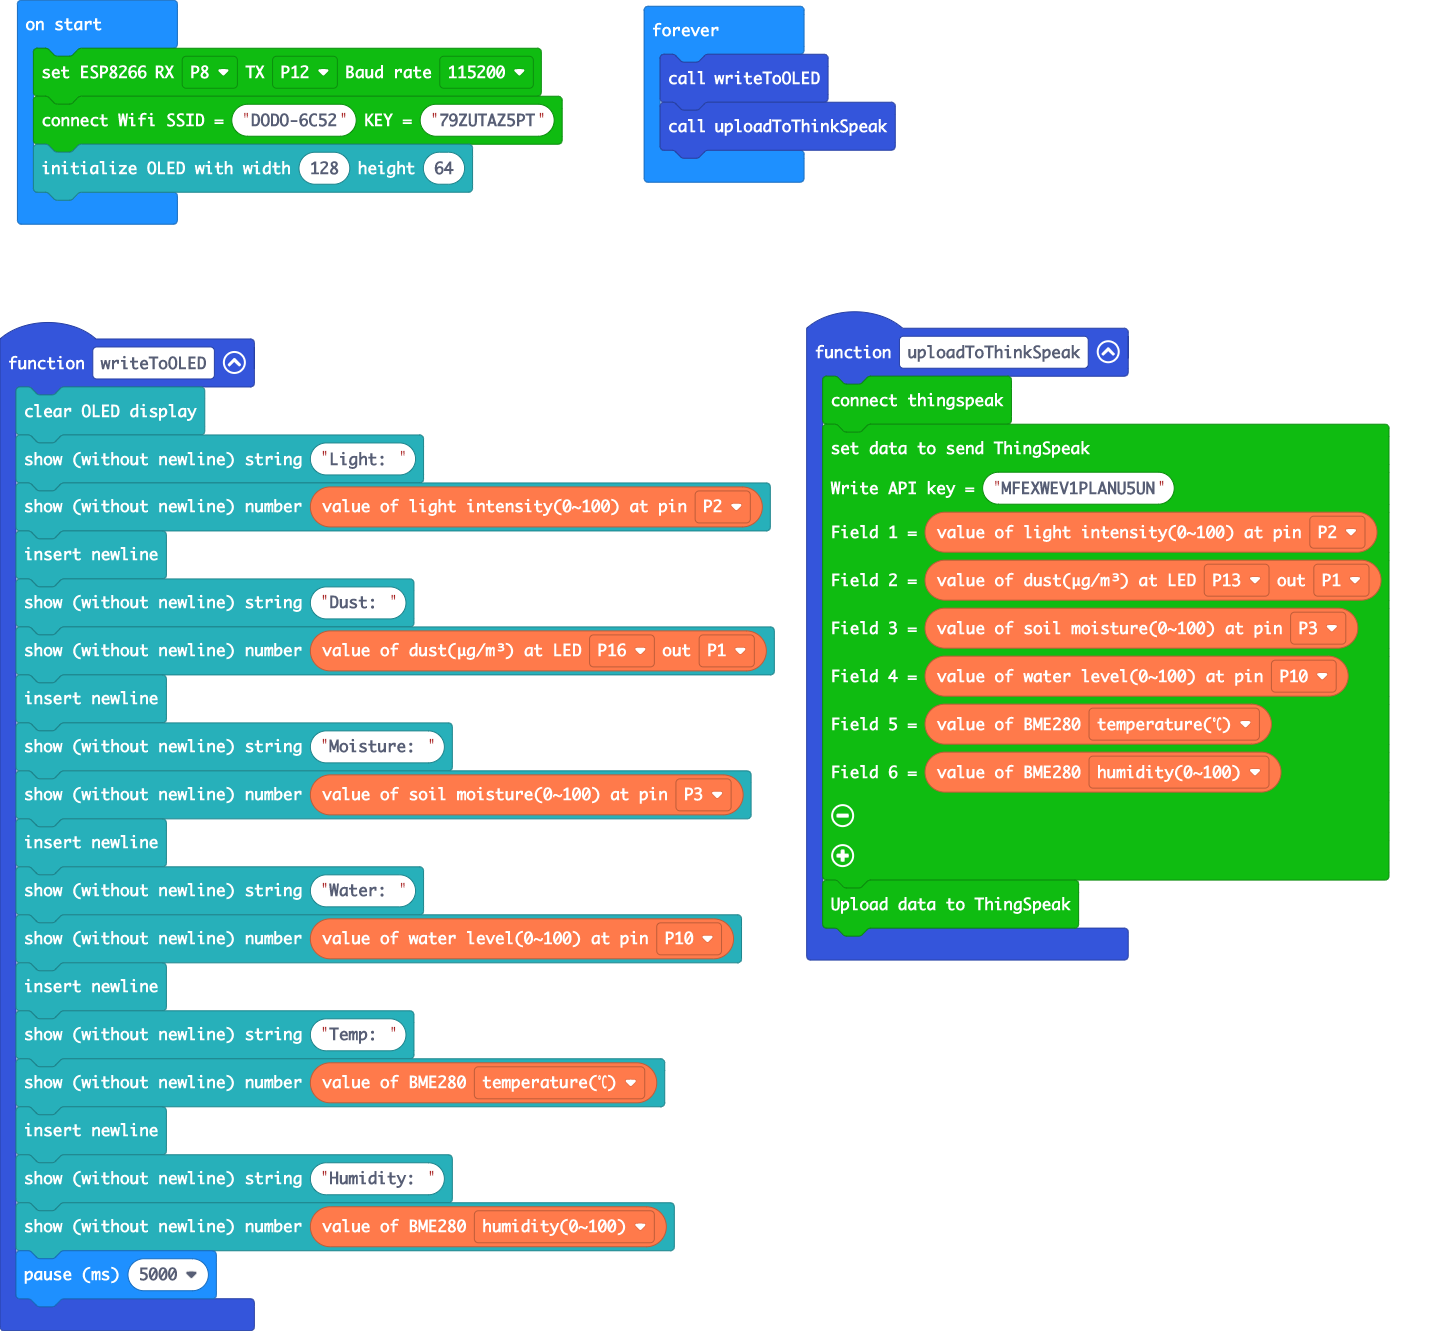 on start
set ESP8266 RX P8 TX P12 Baud rate 115200
connect Wifi SSID = "DODO-6C52" KEY = "79ZUTAZ5PT"
initialize OLED with width 128 height 64
forever
call writeToOLED
call uploadToThinkSpeak
function writeToOLED
clear OLED display
show (without newline) string "Light: "
show (without newline) number value of light intensity(0~100) at pin P2
insert newline
show (without newline) string "Dust: "
show (without newline) number value of dust(μg/m³) at LED P16 out P1
insert newline
show (without newline) string "Moisture: "
show (without newline) number value of soil moisture(0~100) at pin P3
insert newline
show (without newline) string "Water: "
show (without newline) number value of water level(0~100) at pin P10
insert newline
show (without newline) string "Temp: "
show (without newline) number value of BME280 temperature(℃)
insert newline
show (without newline) string "Humidity: "
show (without newline) number value of BME280 humidity(0~100)
pause (ms) 5000
function uploadToThinkSpeak
connect thingspeak
set data to send ThingSpeak
Write API key = "MFEXWEV1PLANU5UN"
Field 1 = value of light intensity(0~100) at pin P2
Field 2 = value of dust(μg/m³) at LED P13 out P1
Field 3 = value of soil moisture(0~100) at pin P3
Field 4 = value of water level(0~100) at pin P10
Field 5 = value of BME280 temperature(℃)
Field 6 = value of BME280 humidity(0~100)
Upload data to ThingSpeak